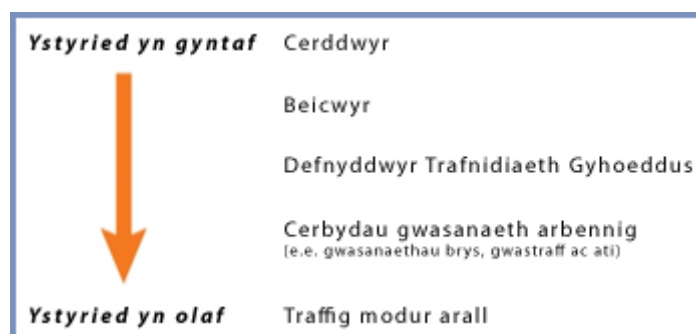 Ystyried yn gyntaf Cerddwyr
Beicwyr
Defnyddwyr Trafnidiaeth Gyhoeddus
Cerbydau gwasanaeth arbennig
(e.e. gwasanaethau brys, gwastraff ac ati)
Ystyried yn olaf Traffig modur arall